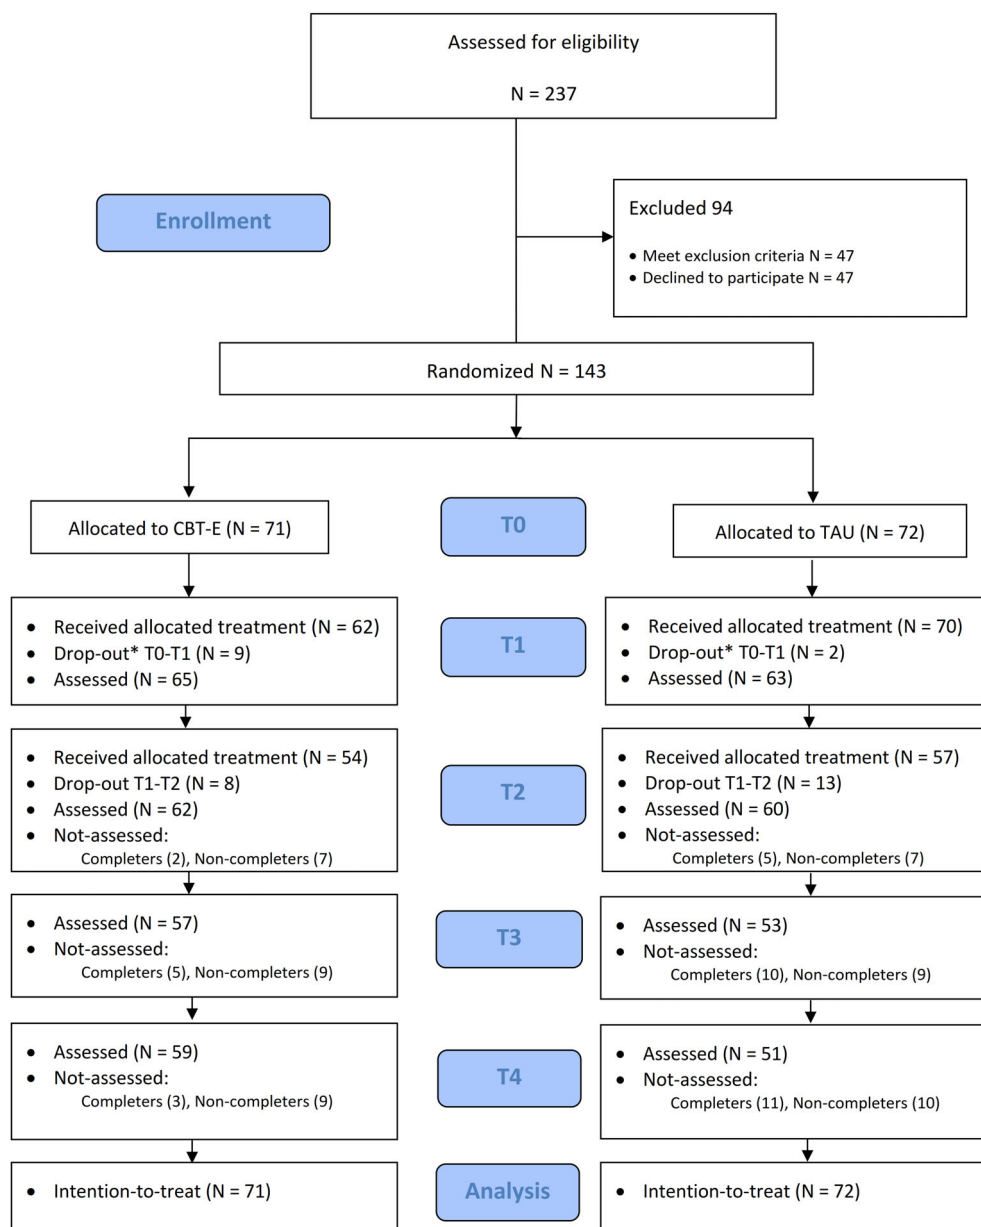 Assessed for eligibility
N = 237
Enrollment
Excluded 94
• Meet exclusion criteria N = 47
• Declined to participate N = 47
Randomized N = 143
Allocated to CBT-E (N = 71)
T0
Allocated to TAU (N = 72)
• Received allocated treatment (N = 62)
• Drop-out* T0-T1 (N = 9)
• Assessed (N = 65)
T1
• Received allocated treatment (N = 70)
• Drop-out* T0-T1 (N = 2)
• Assessed (N = 63)
• Received allocated treatment (N = 54)
• Drop-out T1-T2 (N = 8)
• Assessed (N = 62)
• Not-assessed:
Completers (2), Non-completers (7)
T2
• Received allocated treatment (N = 57)
• Drop-out T1-T2 (N = 13)
• Assessed (N = 60)
• Not-assessed:
Completers (5), Non-completers (7)
• Assessed (N = 57)
• Not-assessed:
Completers (5), Non-completers (9)
T3
• Assessed (N = 53)
• Not-assessed:
Completers (10), Non-completers (9)
• Assessed (N = 59)
• Not-assessed:
Completers (3), Non-completers (9)
T4
• Assessed (N = 51)
• Not-assessed:
Completers (11), Non-completers (10)
• Intention-to-treat (N = 71)
Analysis
• Intention-to-treat (N = 72)